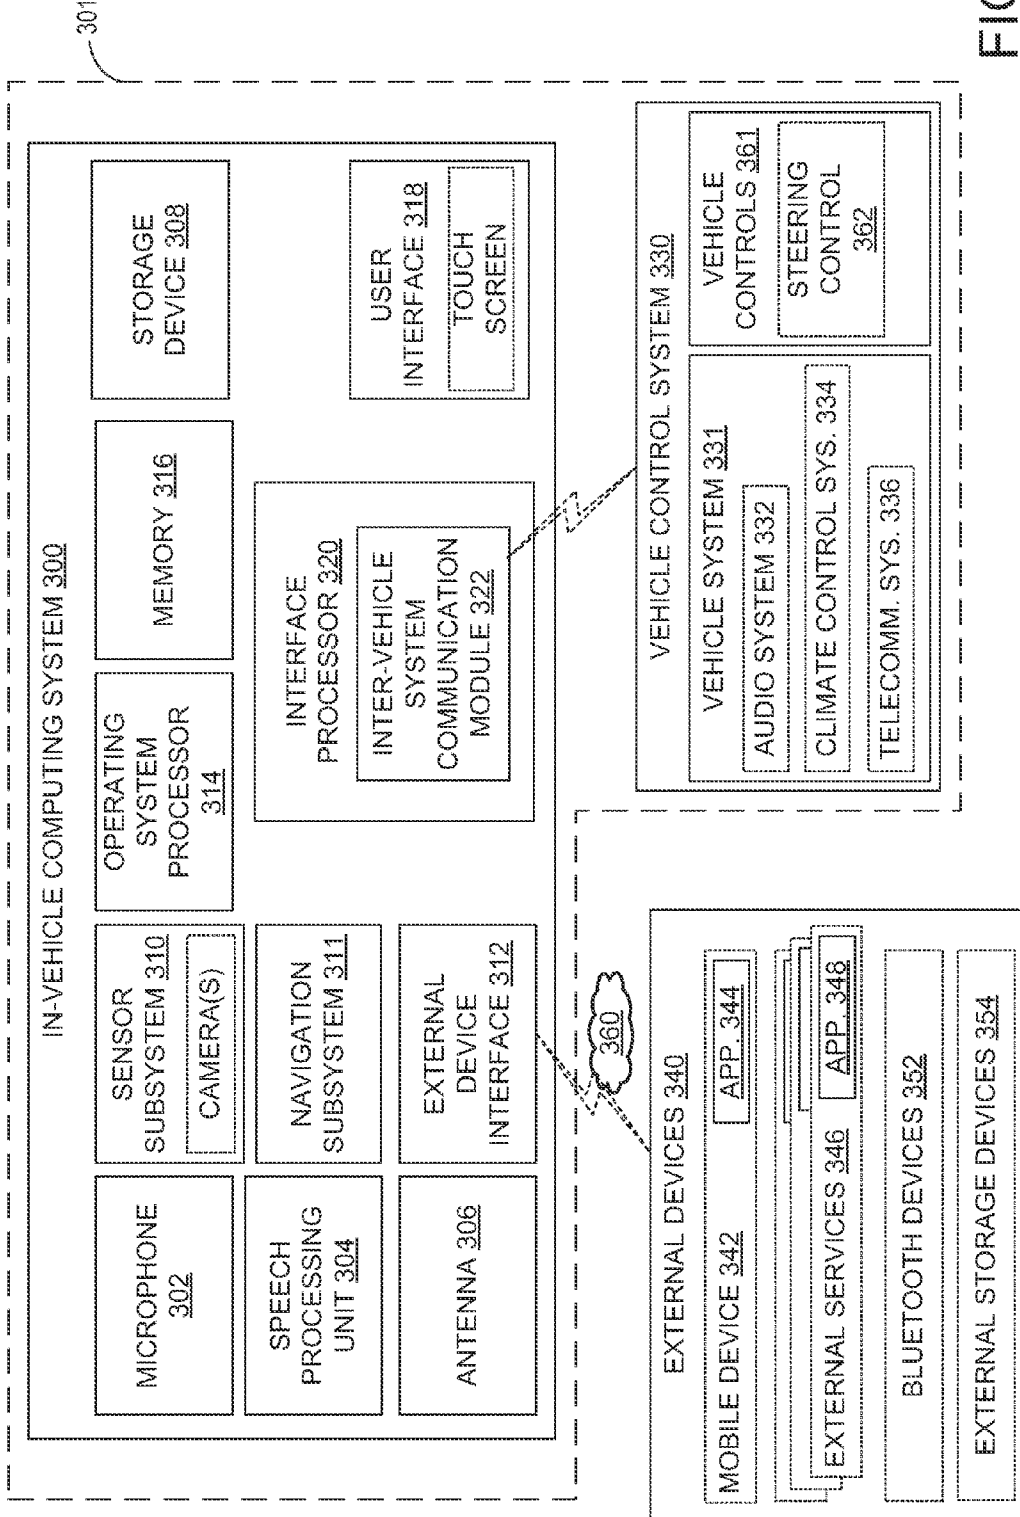 301
IN-VEHICLE COMPUTING SYSTEM 300
MICROPHONE
302
SENSOR
SUBSYSTEM 310
CAMERA(S)
OPERATING
SYSTEM
PROCESSOR
314
MEMORY 316
STORAGE
DEVICE 308
SPEECH
PROCESSING
UNIT 304
NAVIGATION
SUBSYSTEM 311
INTERFACE
PROCESSOR 320
INTER-VEHICLE
SYSTEM
COMMUNICATION
MODULE 322
USER
INTERFACE 318
TOUCH
SCREEN
ANTENNA 306
EXTERNAL
DEVICE
INTERFACE 312
360
EXTERNAL DEVICES 340
MOBILE DEVICE 342
APP. 344
EXTERNAL SERVICES 346
APP. 348
BLUETOOTH DEVICES 352
EXTERNAL STORAGE DEVICES 354
VEHICLE CONTROL SYSTEM 330
VEHICLE SYSTEM 331
AUDIO SYSTEM 332
CLIMATE CONTROL SYS. 334
TELECOMM. SYS. 336
VEHICLE
CONTROLS 361
STEERING
CONTROL
362